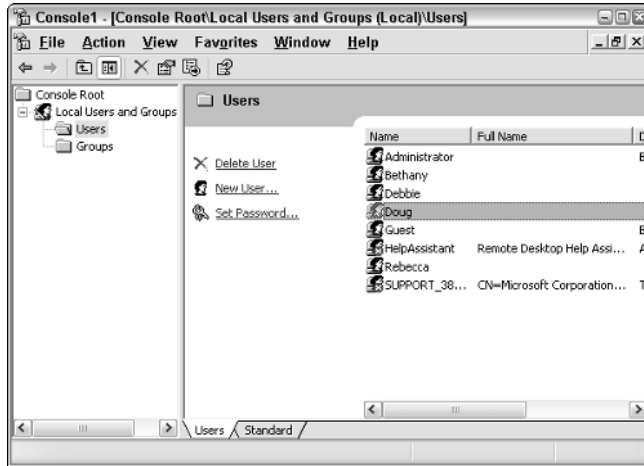 Console1 - [Console Root\Local Users and Groups (Local)\Users]
File Action View Favorites Window Help
Console Root
Local Users and Groups
Users
Groups
Users
Delete User
New User...
Set Password...
Name Full Name D
Administrator B
Bethany
Debbie
Doug
Guest B
HelpAssistant Remote Desktop Help Assi... A
Rebecca
SUPPORT_38... CN=Microsoft Corporation... T
Users Standard